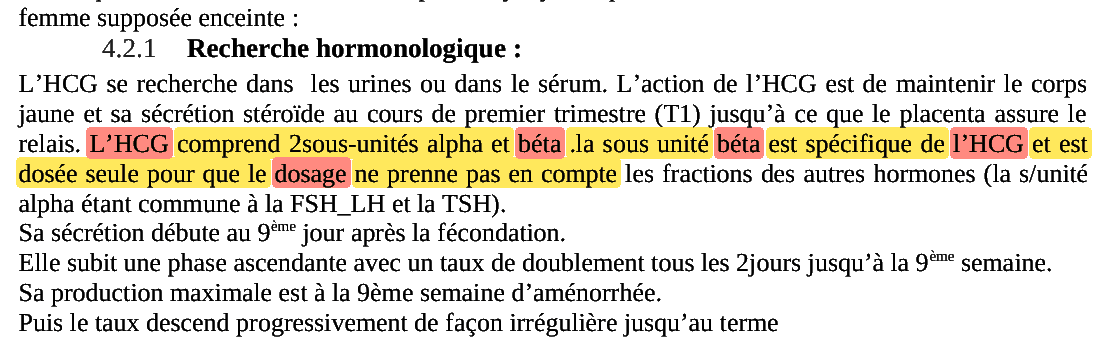 femme supposée enceinte :
4.2.1 Recherche hormonologique :
L’HCG se recherche dans les urines ou dans le sérum. L’action de l’HCG est de maintenir le corps
jaune et sa sécrétion stéroïde au cours de premier trimestre (T1) jusqu’à ce que le placenta assure le
relais. L’HCG comprend 2sous-unités alpha et béta .la sous unité béta est spécifique de l’HCG et est
dosée seule pour que le dosage ne prenne pas en compte les fractions des autres hormones (la s/unité
alpha étant commune à la FSH_LH et la TSH).
Sa sécrétion débute au 9ème jour après la fécondation.
Elle subit une phase ascendante avec un taux de doublement tous les 2jours jusqu’à la 9ème semaine.
Sa production maximale est à la 9ème semaine d’aménorrhée.
Puis le taux descend progressivement de façon irrégulière jusqu’au terme